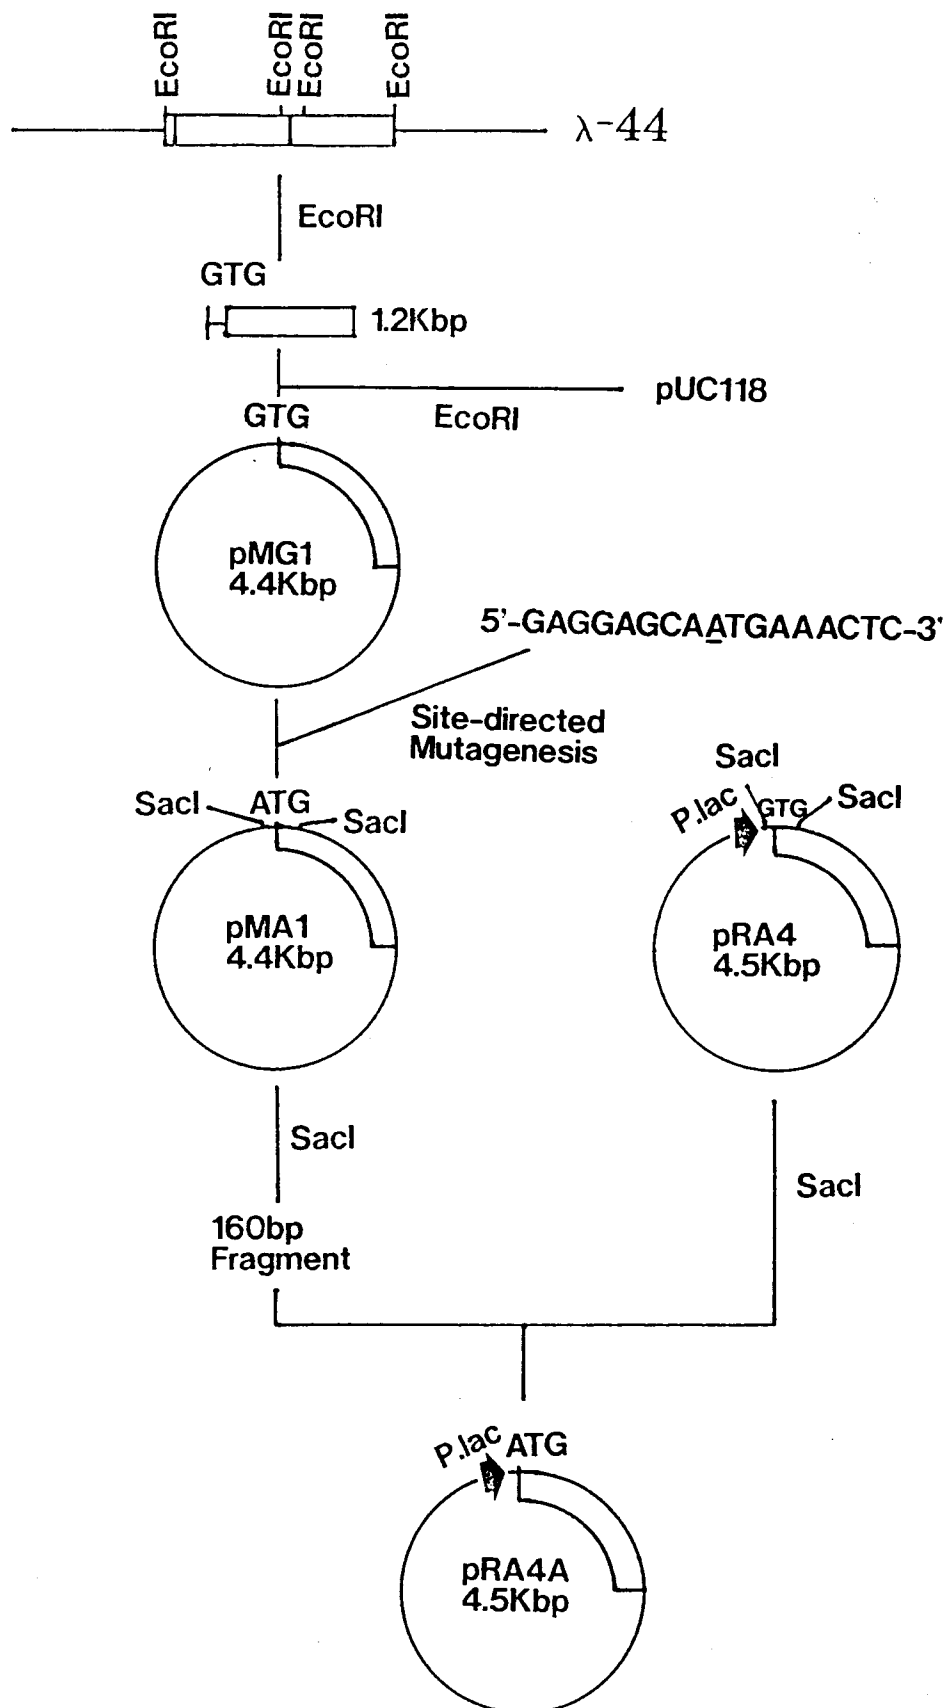 EcoRI
EcoRI
EcoRI
EcoRI
λ-44
EcoRI
GTG
1.2Kbp
pUC118
EcoRI
GTG
pMG1
4.4Kbp
5'-GAGGAGCAATGAAACTC-3'
Site-directed
Mutagenesis
SacI
ATG
SacI
pMA1
4.4Kbp
SacI
P.lac
GTG
SacI
pRA4
4.5Kbp
SacI
SacI
160bp
Fragment
P.lac
ATG
pRA4A
4.5Kbp